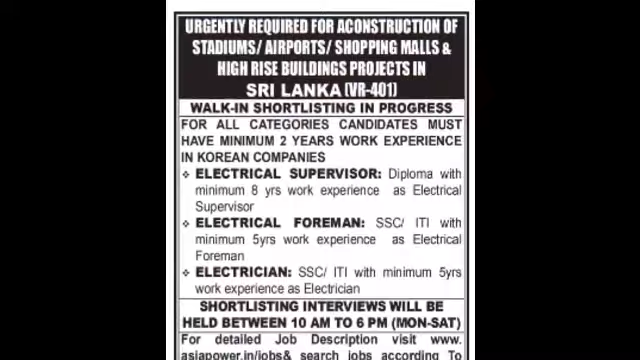 URGENTLY REQUIRED FOR ACONSTRUCTION OF
STADIUMS/ AIRPORTS/ SHOPPING MALLS &
HIGH RISE BUILDINGS PROJECTS IN
SRI LANKA (VR-401)
WALK-IN SHORTLISTING IN PROGRESS
FOR ALL CATEGORIES CANDIDATES MUST
HAVE MINIMUM 2 YEARS WORK EXPERIENCE
IN KOREAN COMPANIES
❖ ELECTRICAL SUPERVISOR: Diploma with
minimum 8 yrs work experience as Electrical
Supervisor
❖ ELECTRICAL FOREMAN: SSC/ ITI with
minimum 5yrs work experience as Electrical
Foreman
❖ ELECTRICIAN: SSC/ ITI with minimum 5yrs
work experience as Electrician
SHORTLISTING INTERVIEWS WILL BE
HELD BETWEEN 10 AM TO 6 PM (MON-SAT)
For detailed Job Description visit www.
asiapower.in/jobs& search jobs according To